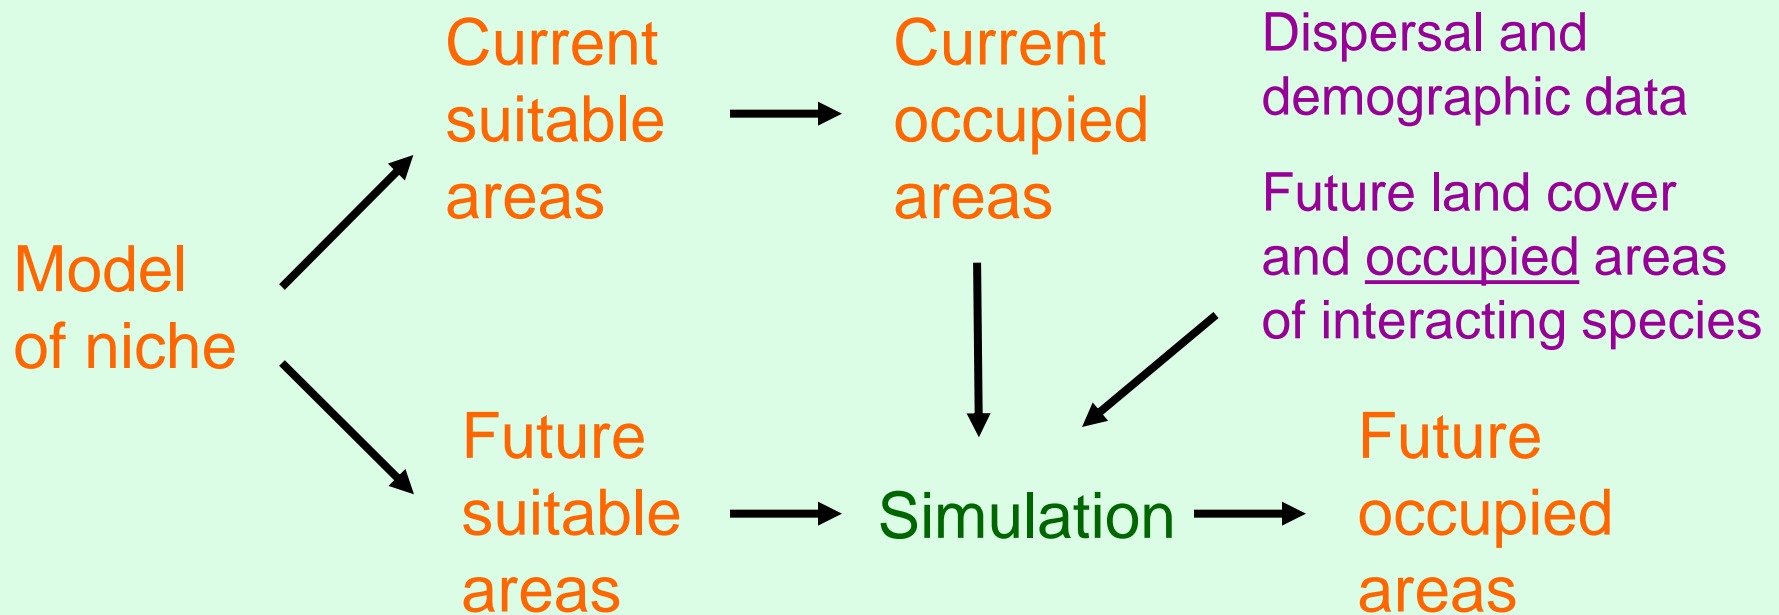 Current
suitable
areas
Current
occupied
areas
Dispersal and
demographic data
Future land cover
and occupied areas
of interacting species
Model
of niche
Future
suitable
areas
Simulation
Future
occupied
areas